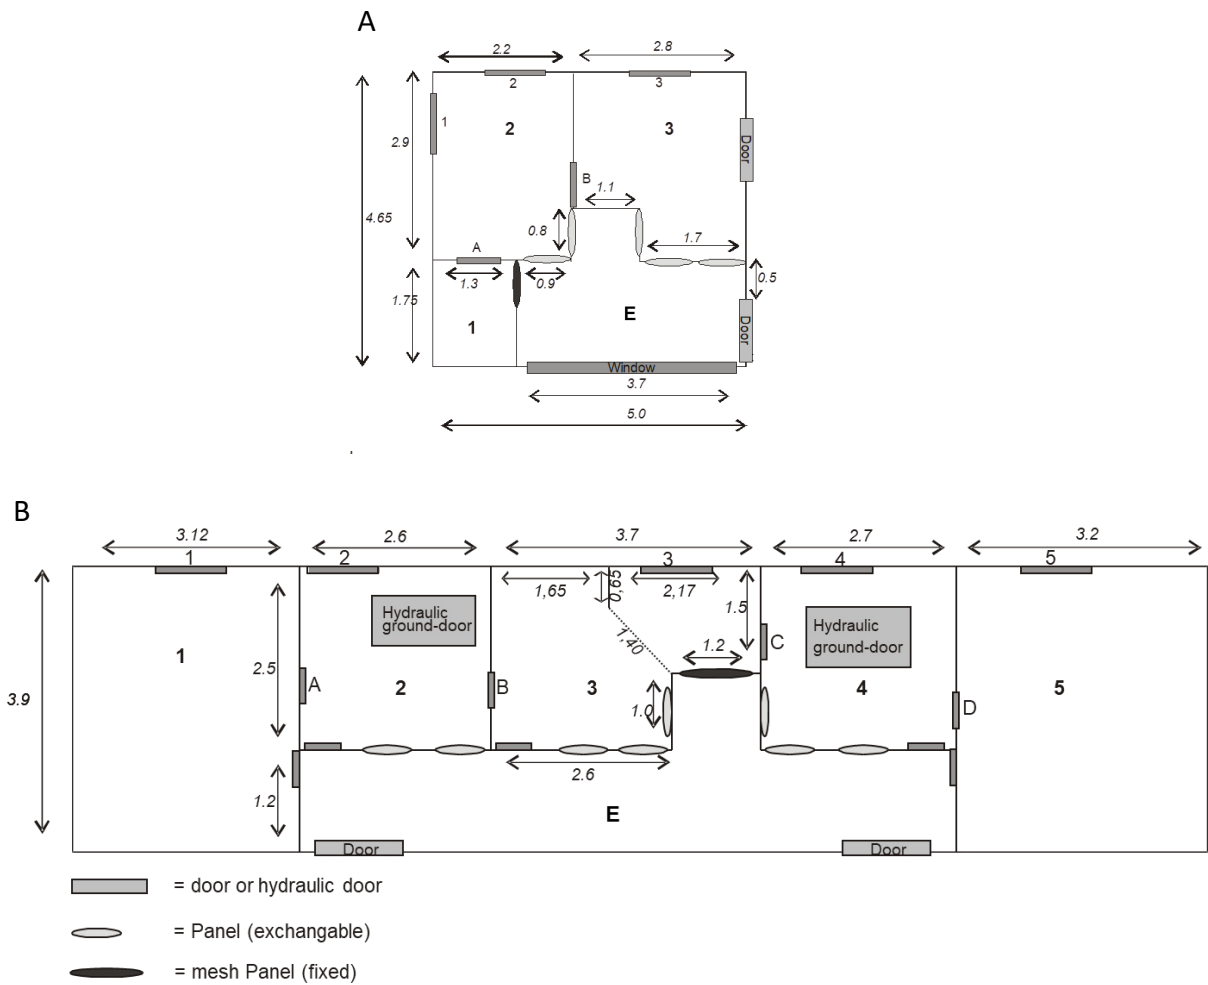 A
2.2
2.8
2
3
1
2.9
2
3
Door
B
1.1
4.65
0.8
1.7
A
1.3
0.9
0.5
1.75
1
E
Door
Window
3.7
5.0
B
3.12
2.6
3.7
2.7
3.2
1
2
3
4
5
1,65
0,65
2,17
1.5
Hydraulic
ground-door
Hydraulic
ground-door
1,40
1.2
C
1
2.5
A
2
B
3
4
D
5
3.9
1.0
2.6
1.2
E
Door
Door
= door or hydraulic door
= Panel (exchangable)
= mesh Panel (fixed)